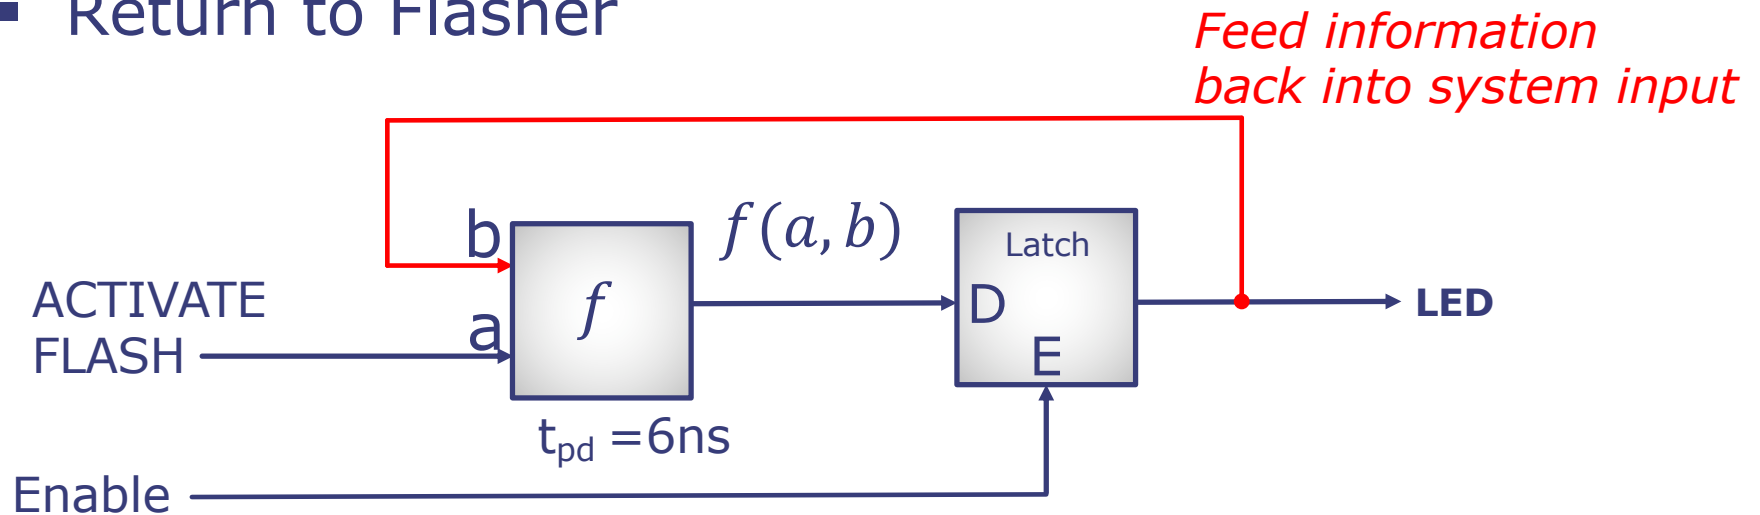 ▪ Return to Flasher
Feed information
back into system input
b
f(a, b)
Latch
ACTIVATE
FLASH
a
f
D
E
LED
tpd =6ns
Enable